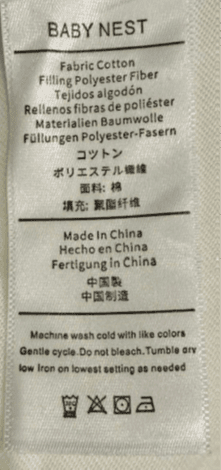 BABY NEST
Fabric Cotton
Filling Polyester Fiber
Tejidos algodón
Rellenos fibras de poliéster
Materialien Baumwolle
Füllungen Polyester-Fasern
コットン
ポリエステル繊維
面料: 棉
填充: 聚酯纤维
Made In China
Hecho en China
Fertigung in China
中国製
中国制造
Machine wash cold with like colors
Gentle cycle. Do not bleach. Tumble dry
low Iron on lowest setting as needed